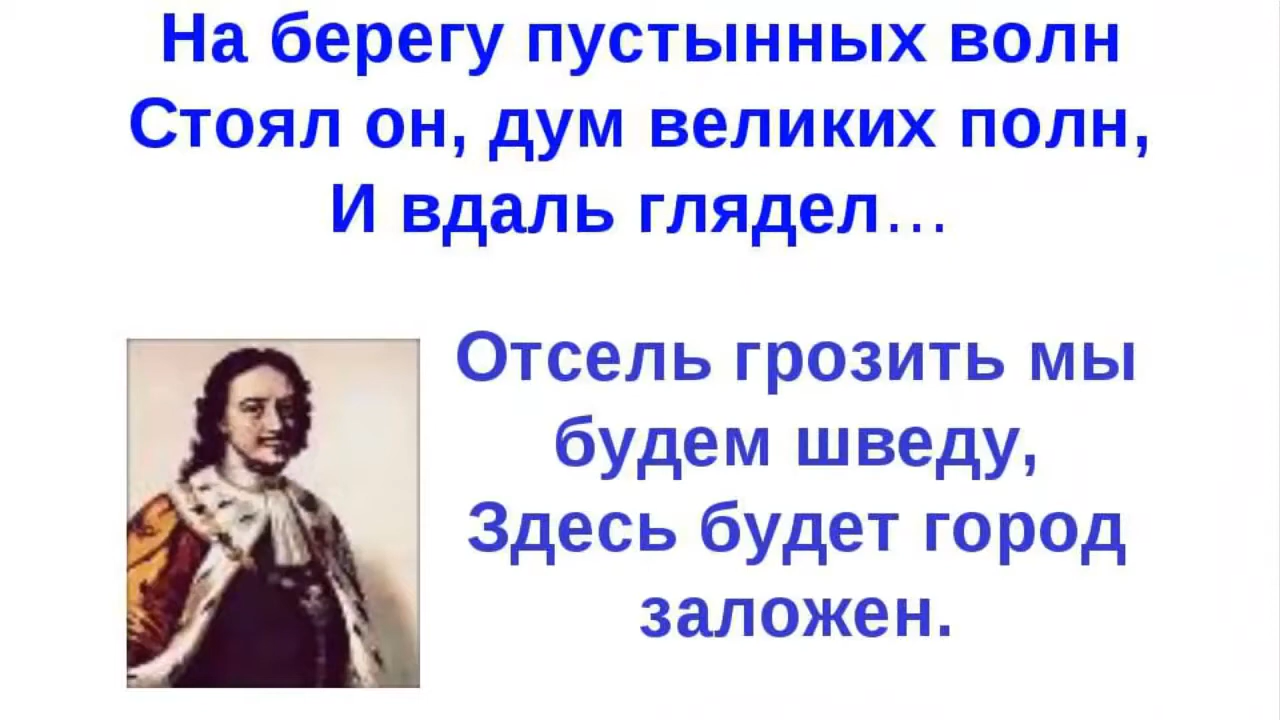 На берегу пустынных волн
Стоял он, дум великих полн,
И вдаль глядел…
Отсель грозить мы
будем шведу,
Здесь будет город
заложен.